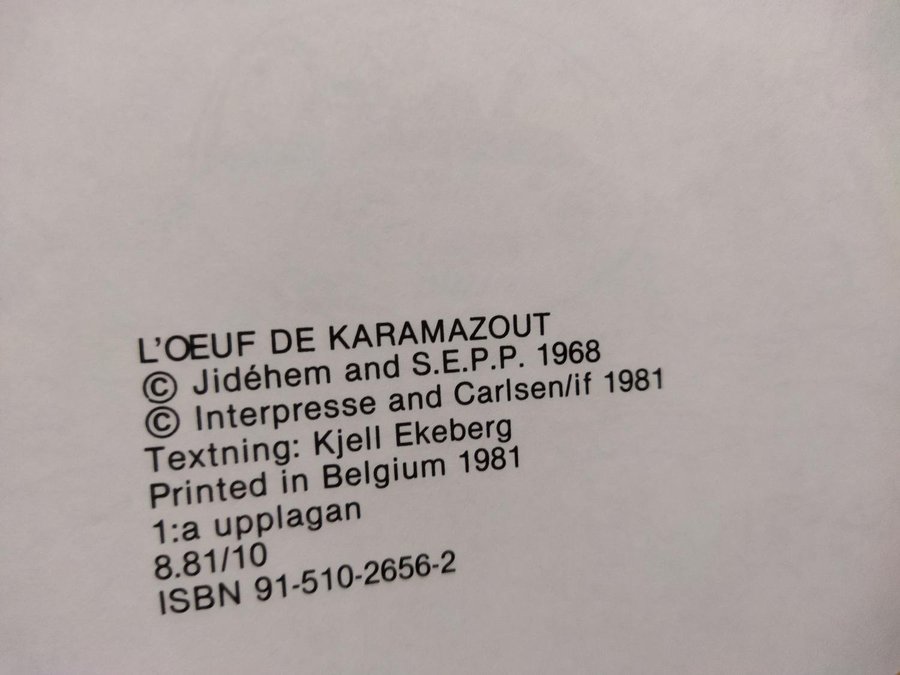 L'OEUF DE KARAMAZOUT
© Jidéhem and S.E.P.P. 1968
© Interpresse and Carlsen/if 1981
Textning: Kjell Ekeberg
Printed in Belgium 1981
1:a upplagan
8.81/10
ISBN 91-510-2656-2